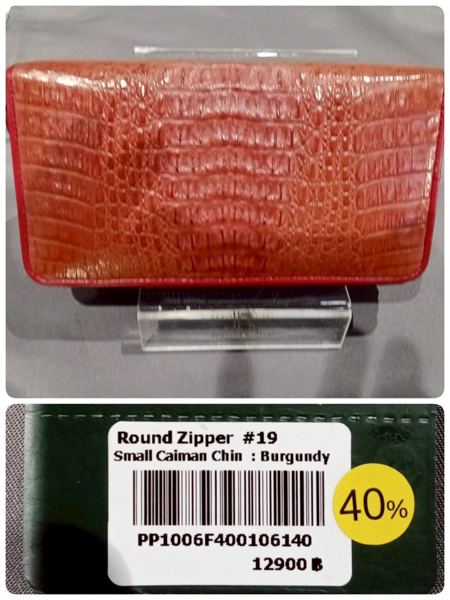 Round Zipper #19
Small Caiman Chin : Burgundy
PP1006F400106140
12900 ฿
40%